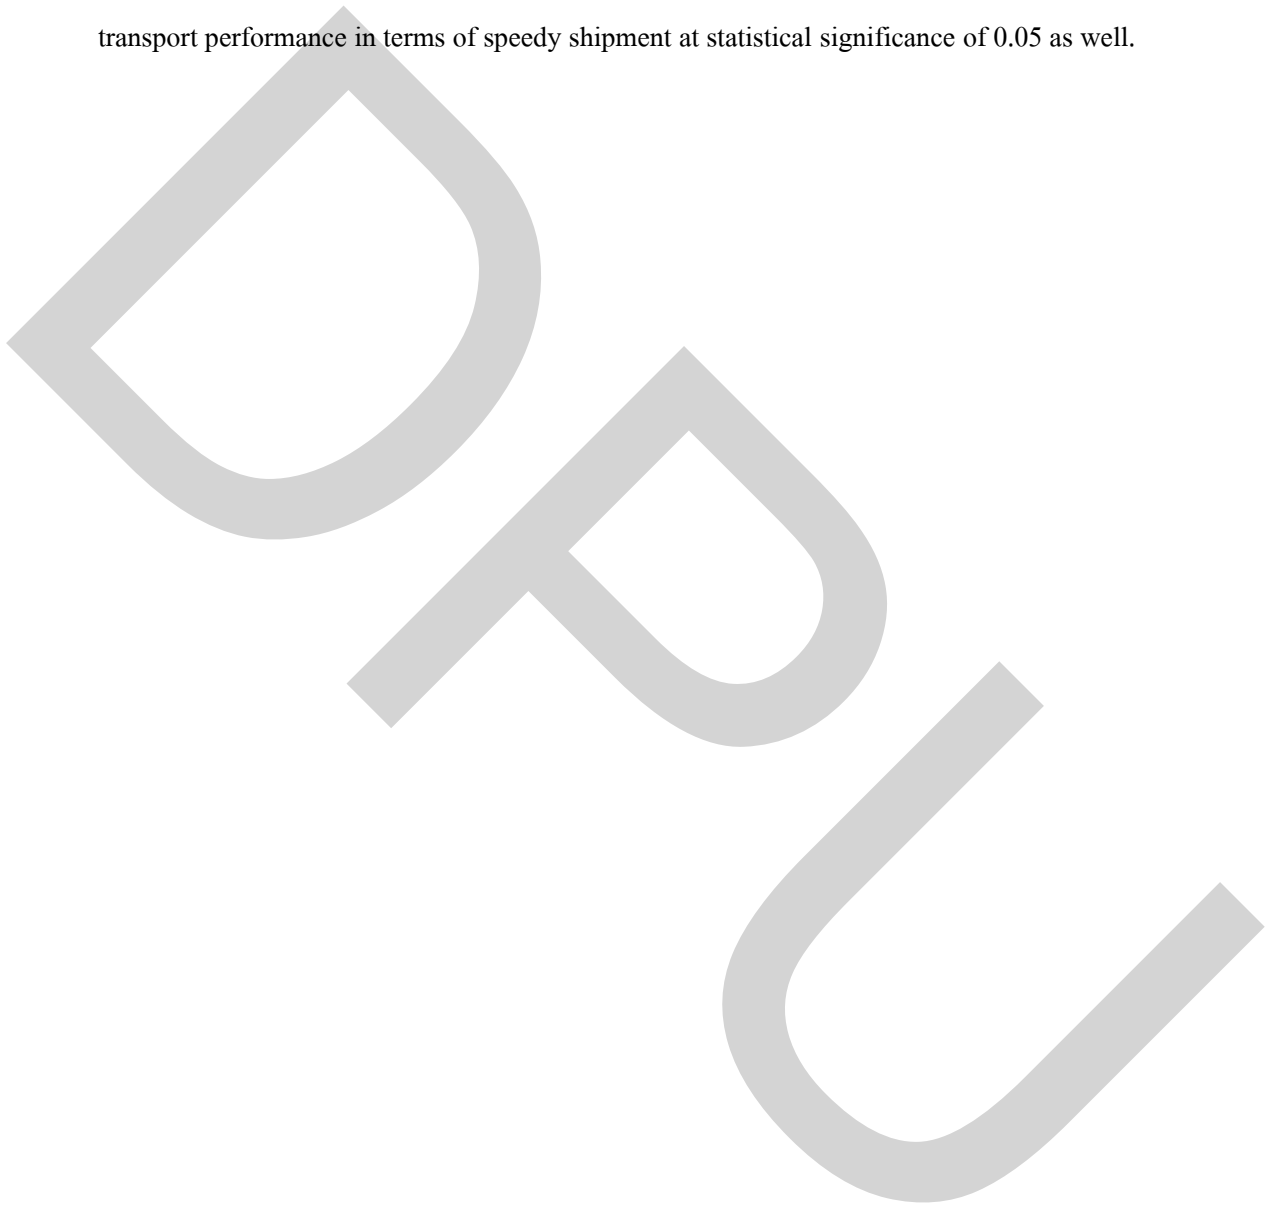 transport performance in terms of speedy shipment at statistical significance of 0.05 as well.
DPU